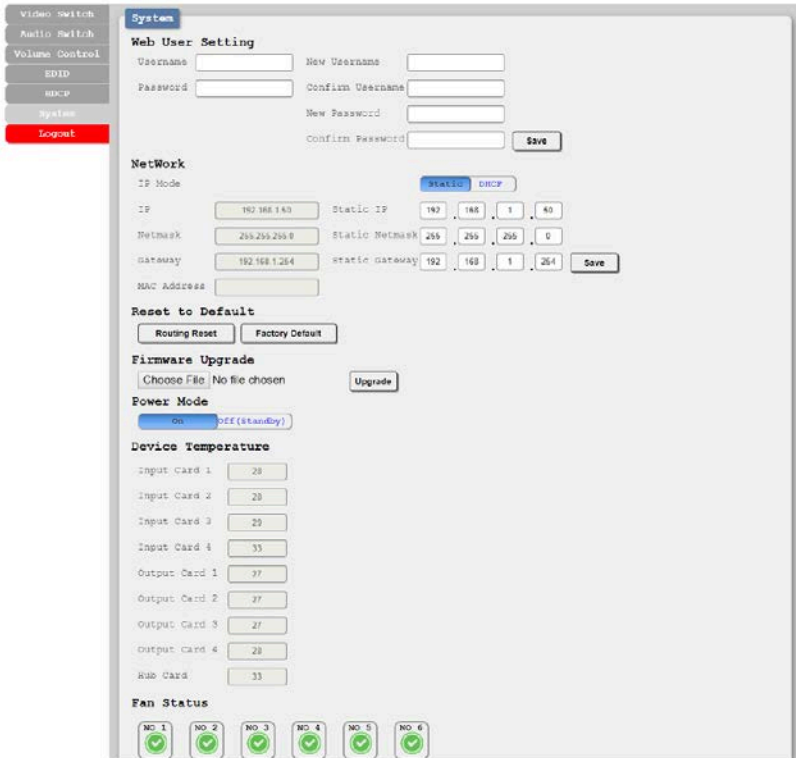 Video Switch
Audio Switch
Volume Control
EDID
HDCP
System
Logout
System
Web User Setting
Username
New Username
Password
Confirm Username
New Password
Confirm Password
Save
NetWork
IP Mode
Static
DHCP
IP
192.168.1.60
Static IP
192 . 168 . 1 . 60
Netmask
255.255.255.0
Static Netmask
255 . 255 . 255 . 0
Gateway
192.168.1.254
Static Gateway
192 . 168 . 1 . 254
Save
MAC Address
Reset to Default
Routing Reset
Factory Default
Firmware Upgrade
Choose File No file chosen
Upgrade
Power Mode
On
Off(Standby)
Device Temperature
Input Card 1
28
Input Card 2
28
Input Card 3
29
Input Card 4
33
Output Card 1
27
Output Card 2
27
Output Card 3
27
Output Card 4
28
Hub Card
33
Fan Status
NO 1
NO 2
NO 3
NO 4
NO 5
NO 6